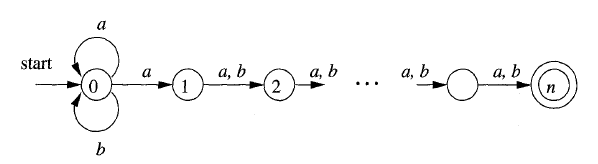 a
start
0 a 1 a, b 2 a, b ... a, b a, b n
b